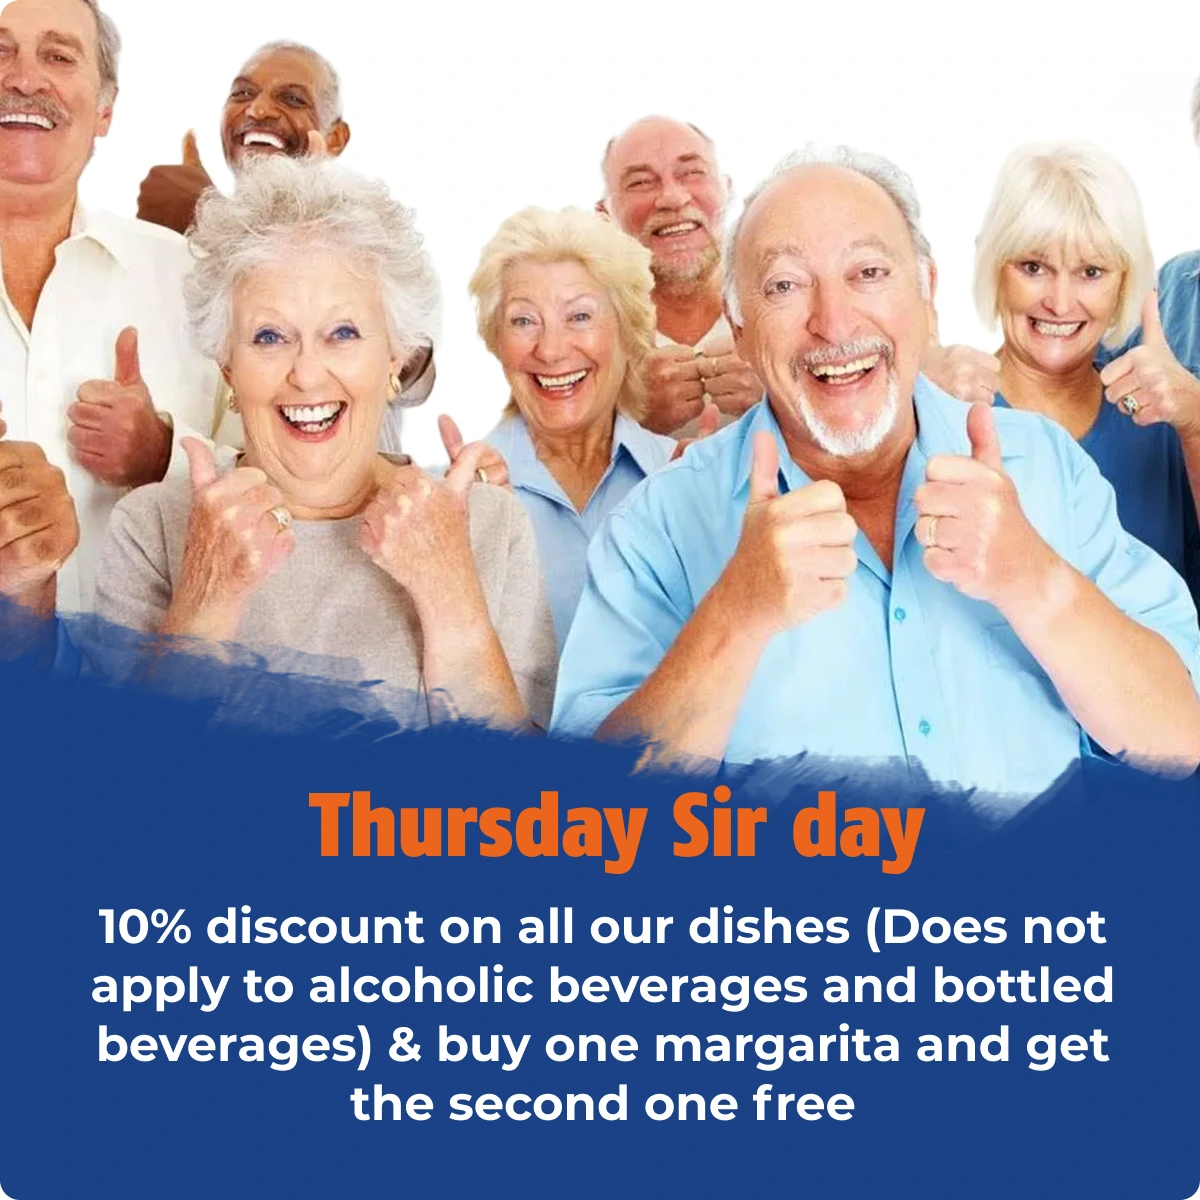 Thursday Sir day
10% discount on all our dishes (Does not
apply to alcoholic beverages and bottled
beverages) & buy one margarita and get
the second one free